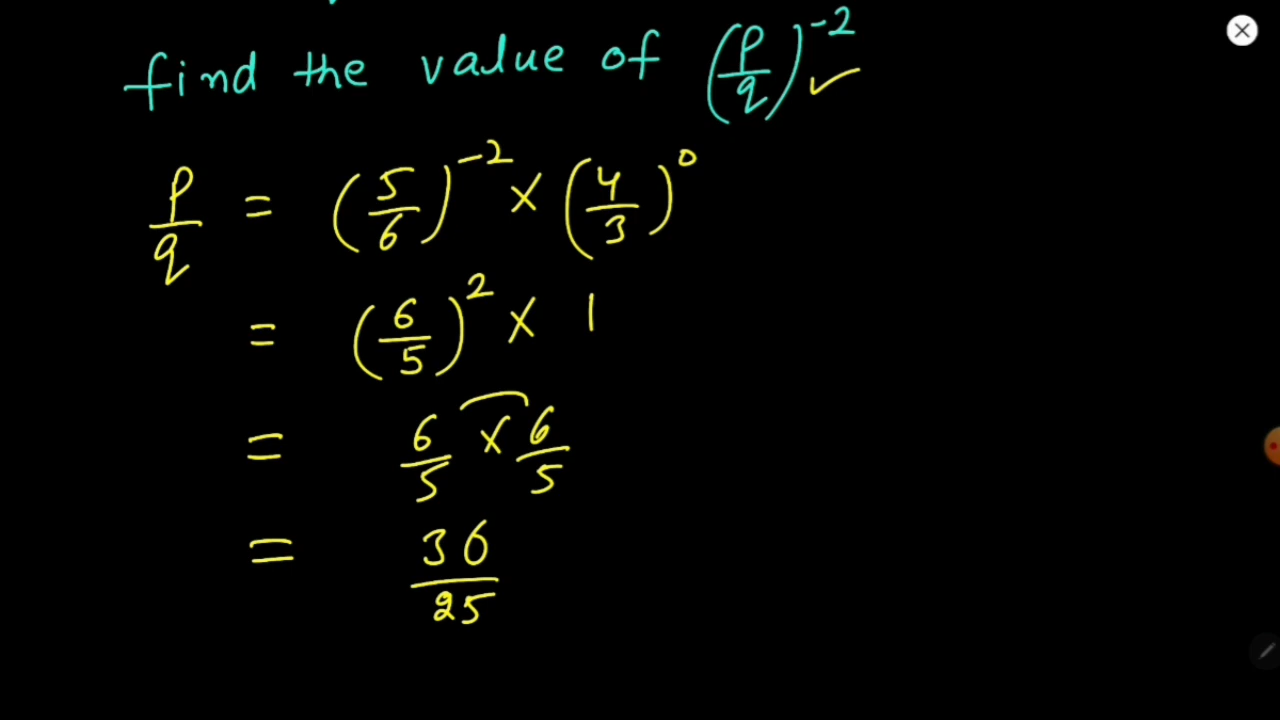 find the value of (p/q)^-2 ✓
p/q = (5/6)^-2 × (4/3)^0
= (6/5)^2 × 1
= 6/5 × 6/5
= 36/25